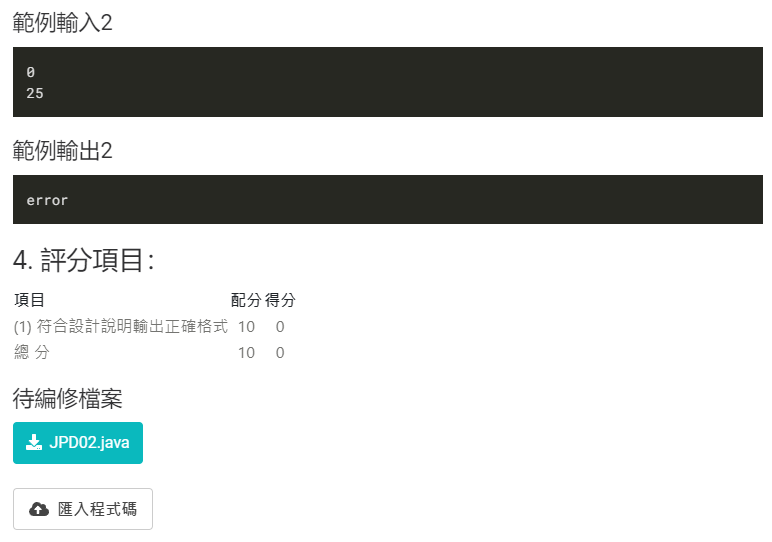 範例輸入2
0
25
範例輸出2
error
4. 評分項目：
項目 配分 得分
(1) 符合設計說明輸出正確格式 10 0
總 分 10 0
待編修檔案
JPD02.java
匯入程式碼